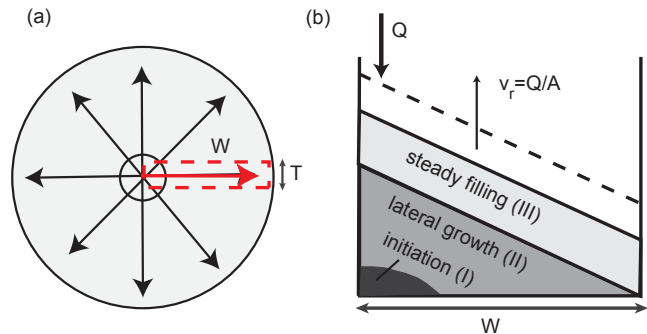 (a)
W
T
(b)
Q
v_r=Q/A
steady filling (III)
lateral growth (II)
initiation (I)
W